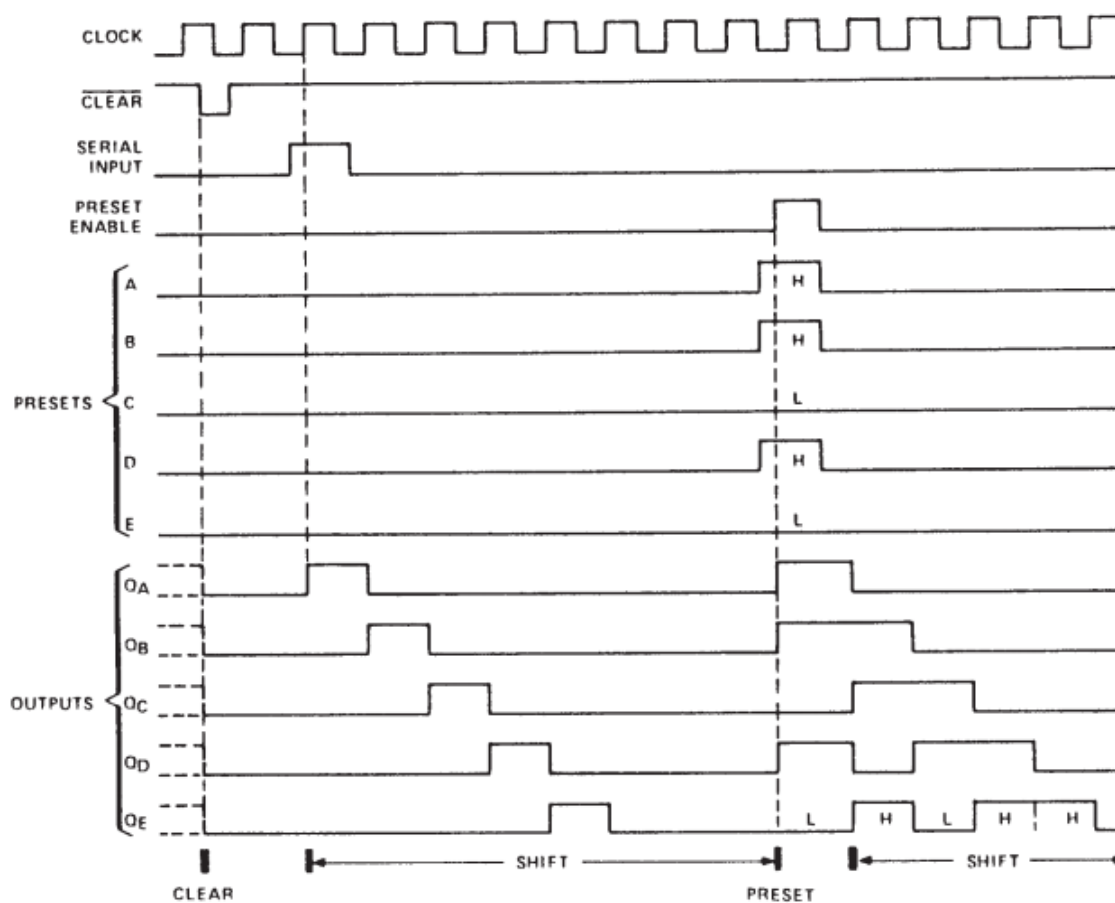 CLOCK
CLEAR
SERIAL
INPUT
PRESET
ENABLE
A
H
B
H
PRESETS
C
L
D
H
E
L
QA
QB
OUTPUTS
QC
QD
QE
L H L H H
SHIFT SHIFT
CLEAR PRESET